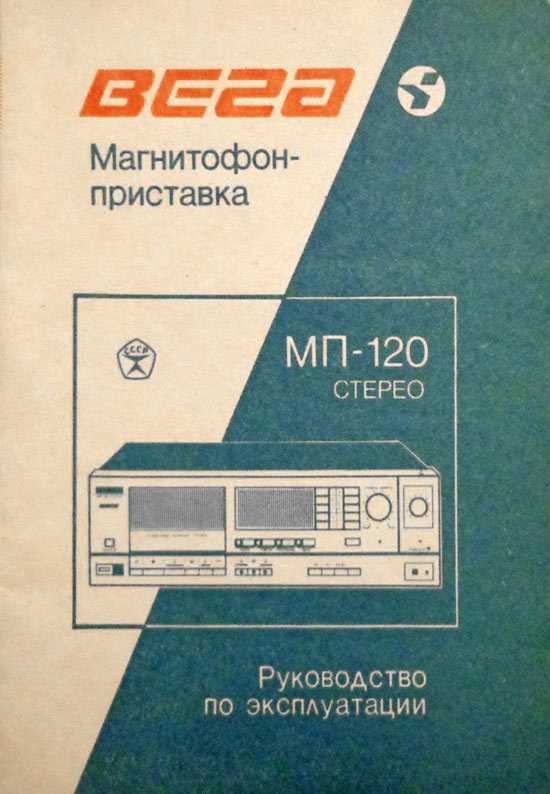 ВЕГА
Магнитофон-
приставка
СССР
МП-120
СТЕРЕО
Руководство
по эксплуатации